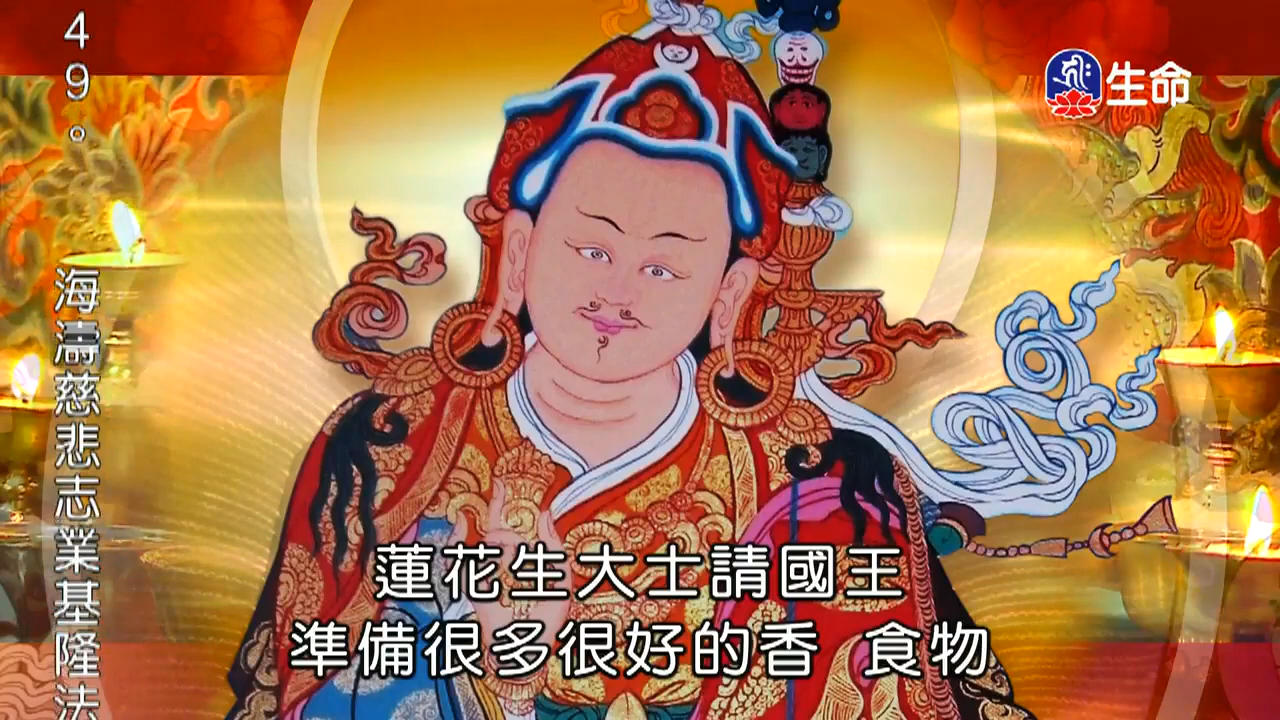 49。
海濤慈悲志業基隆法
生命
蓮花生大士請國王
準備很多很好的香 食物